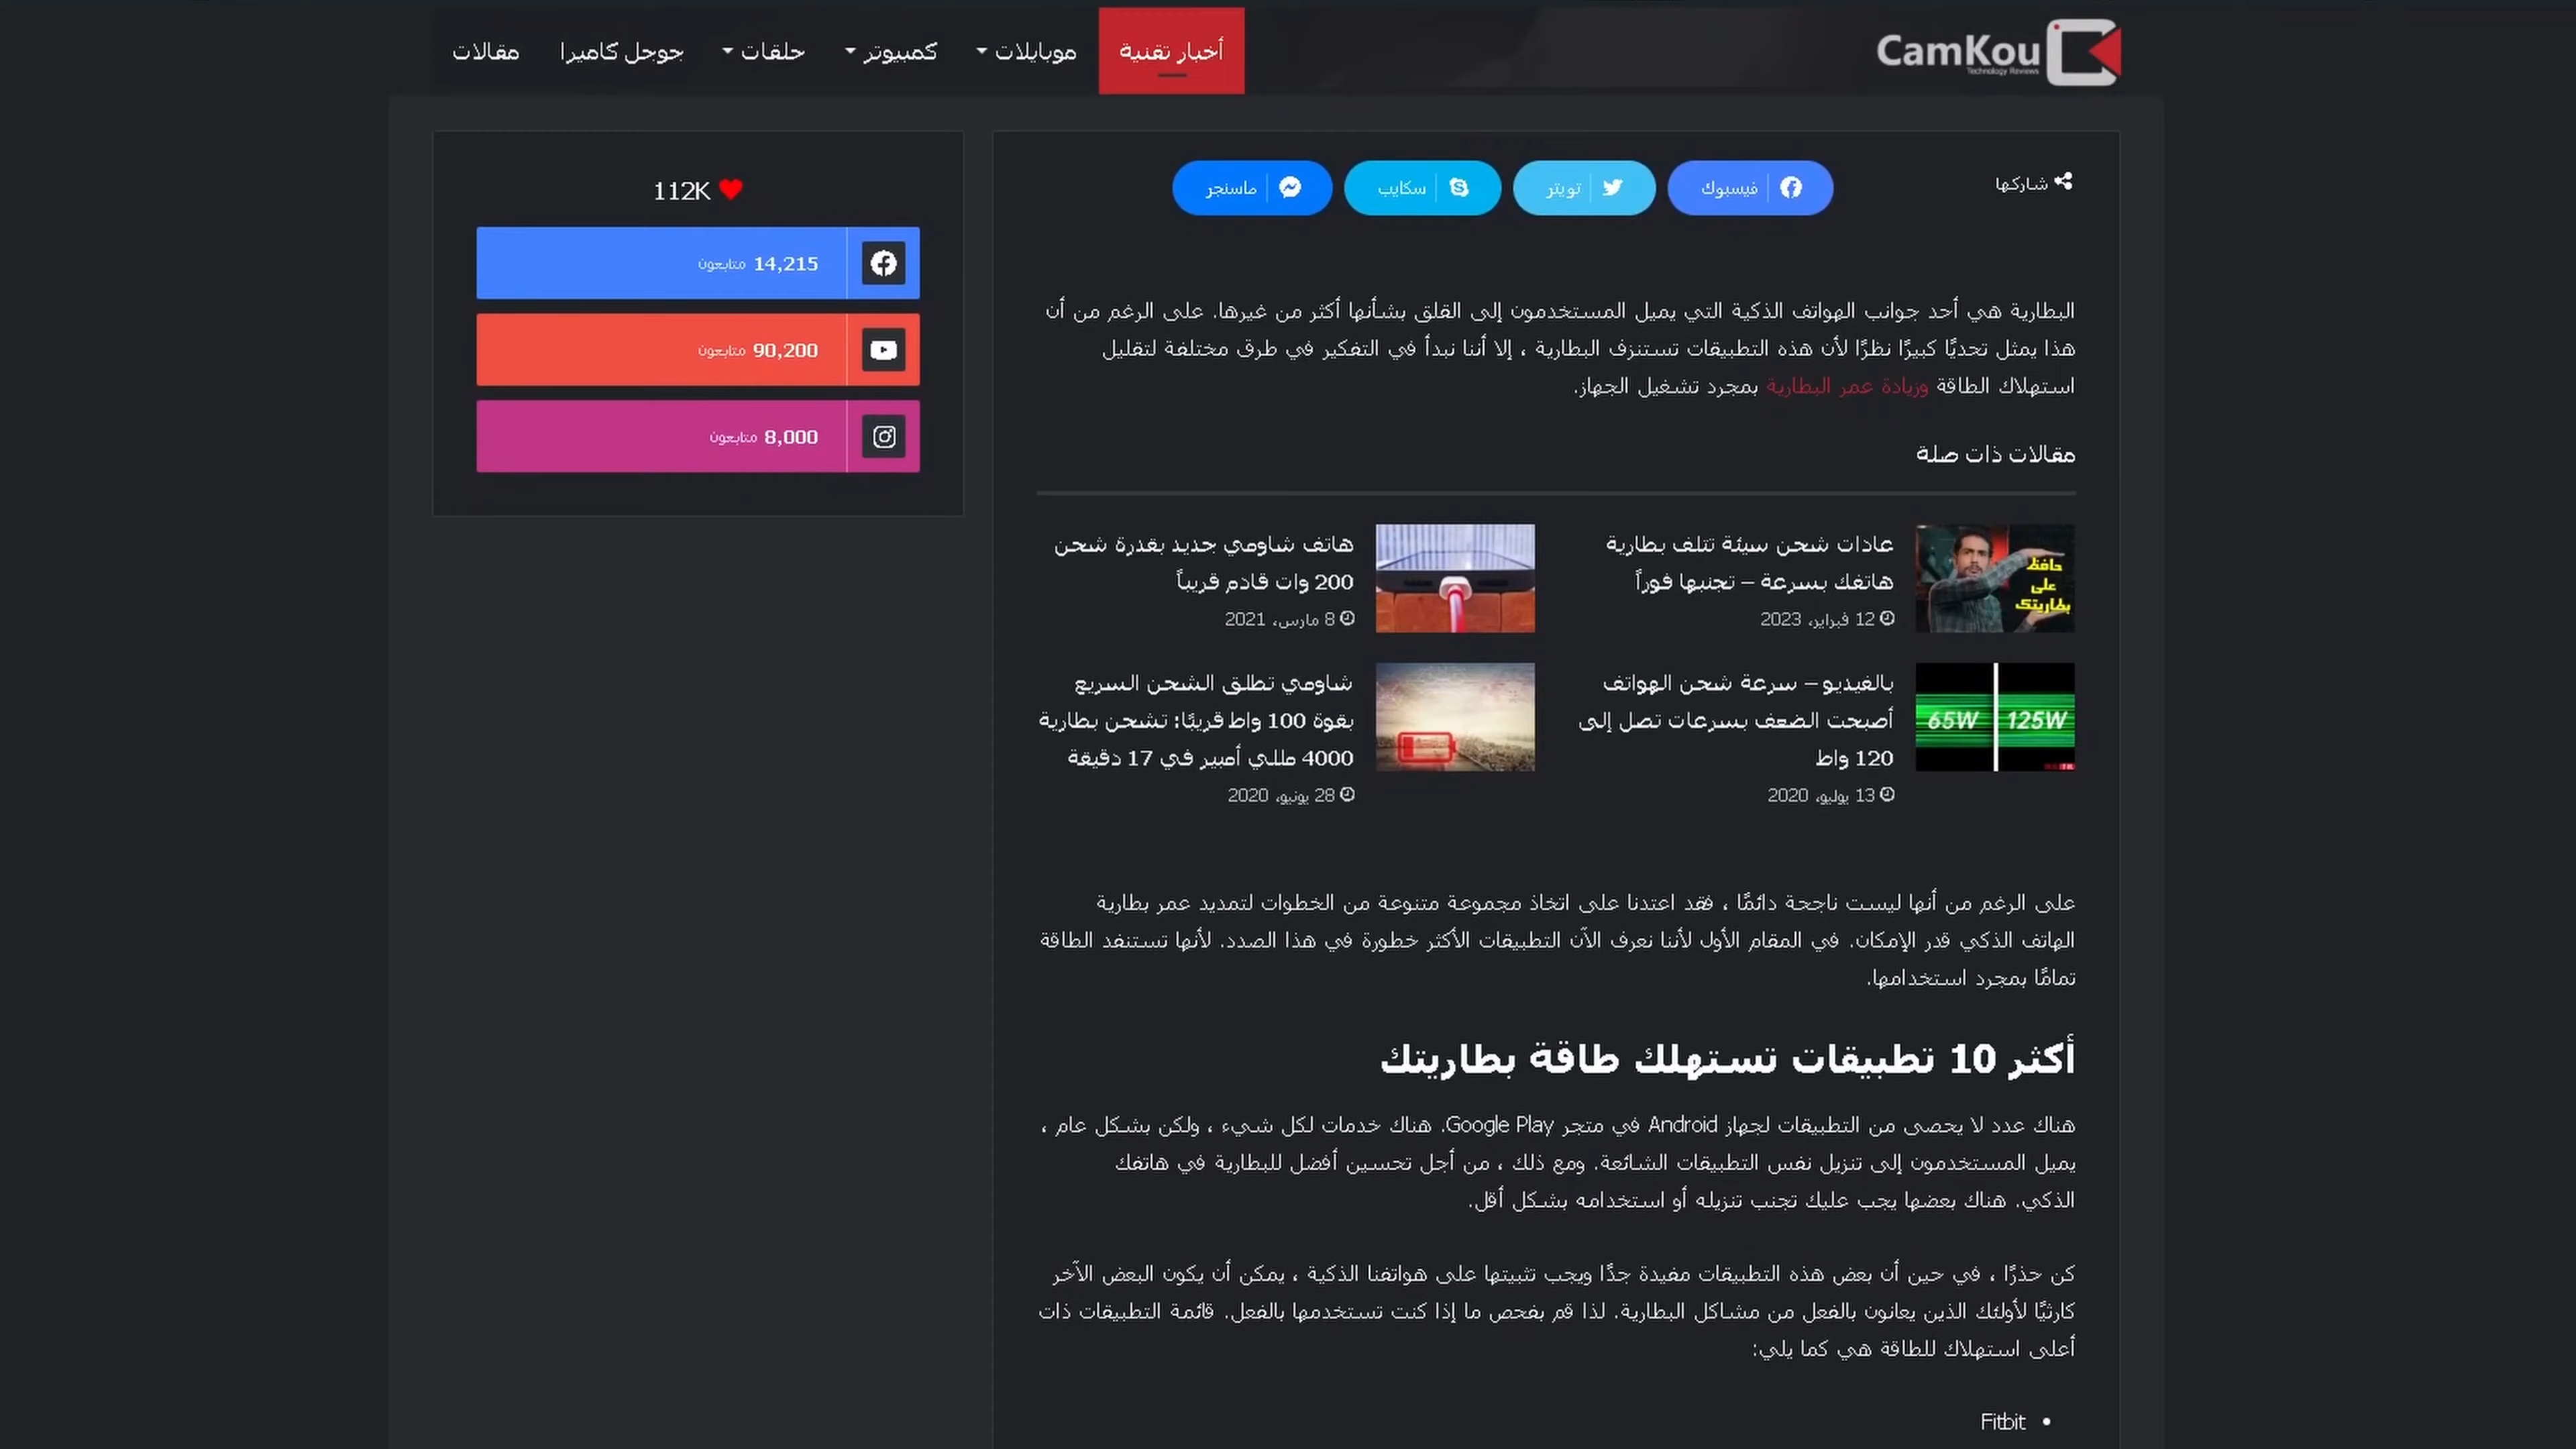 CamKou
Technology Reviews
أخبار تقنية
موبايلات
كمبيوتر
حلقات
جوجل كاميرا
مقالات
شاركها
فيسبوك
تويتر
سكايب
ماسنجر
البطارية هي أحد جوانب الهواتف الذكية التي يميل المستخدمون إلى القلق بشأنها أكثر من غيرها. على الرغم من أن
هذا يمثل تحديًا كبيرًا نظرًا لأن هذه التطبيقات تستنزف البطارية ، إلا أننا نبدأ في التفكير في طرق مختلفة لتقليل
استهلاك الطاقة وزيادة عمر البطارية بمجرد تشغيل الجهاز.
مقالات ذات صلة
حافظ
على
بطاريتك
عادات شحن سيئة تتلف بطارية
هاتفك بسرعة – تجنبها فوراً
12 فبراير، 2023
هاتف شاومي جديد بقدرة شحن
200 وات قادم قريباً
8 مارس، 2021
65W 125W
بالفيديو – سرعة شحن الهواتف
أصبحت الضعف بسرعات تصل إلى
120 واط
13 يوليو، 2020
شاومي تطلق الشحن السريع
بقوة 100 واط قريبًا: تشحن بطارية
4000 مللي أمبير في 17 دقيقة
28 يونيو، 2020
على الرغم من أنها ليست ناجحة دائمًا ، فقد اعتدنا على اتخاذ مجموعة متنوعة من الخطوات لتمديد عمر بطارية
الهاتف الذكي قدر الإمكان. في المقام الأول لأننا نعرف الآن التطبيقات الأكثر خطورة في هذا الصدد. لأنها تستنفد الطاقة
تمامًا بمجرد استخدامها.
أكثر 10 تطبيقات تستهلك طاقة بطاريتك
هناك عدد لا يحصى من التطبيقات لجهاز Android في متجر Google Play. هناك خدمات لكل شيء ، ولكن بشكل عام ،
يميل المستخدمون إلى تنزيل نفس التطبيقات الشائعة. ومع ذلك ، من أجل تحسين أفضل للبطارية في هاتفك
الذكي. هناك بعضها يجب عليك تجنب تنزيله أو استخدامه بشكل أقل.
كن حذرًا ، في حين أن بعض هذه التطبيقات مفيدة جدًا ويجب تثبيتها على هواتفنا الذكية ، يمكن أن يكون البعض الآخر
كارثيًا لأولئك الذين يعانون بالفعل من مشاكل البطارية. لذا قم بفحص ما إذا كنت تستخدمها بالفعل. قائمة التطبيقات ذات
أعلى استهلاك للطاقة هي كما يلي:
• Fitbit
112K
14,215 متابعون
90,200 متابعون
8,000 متابعون